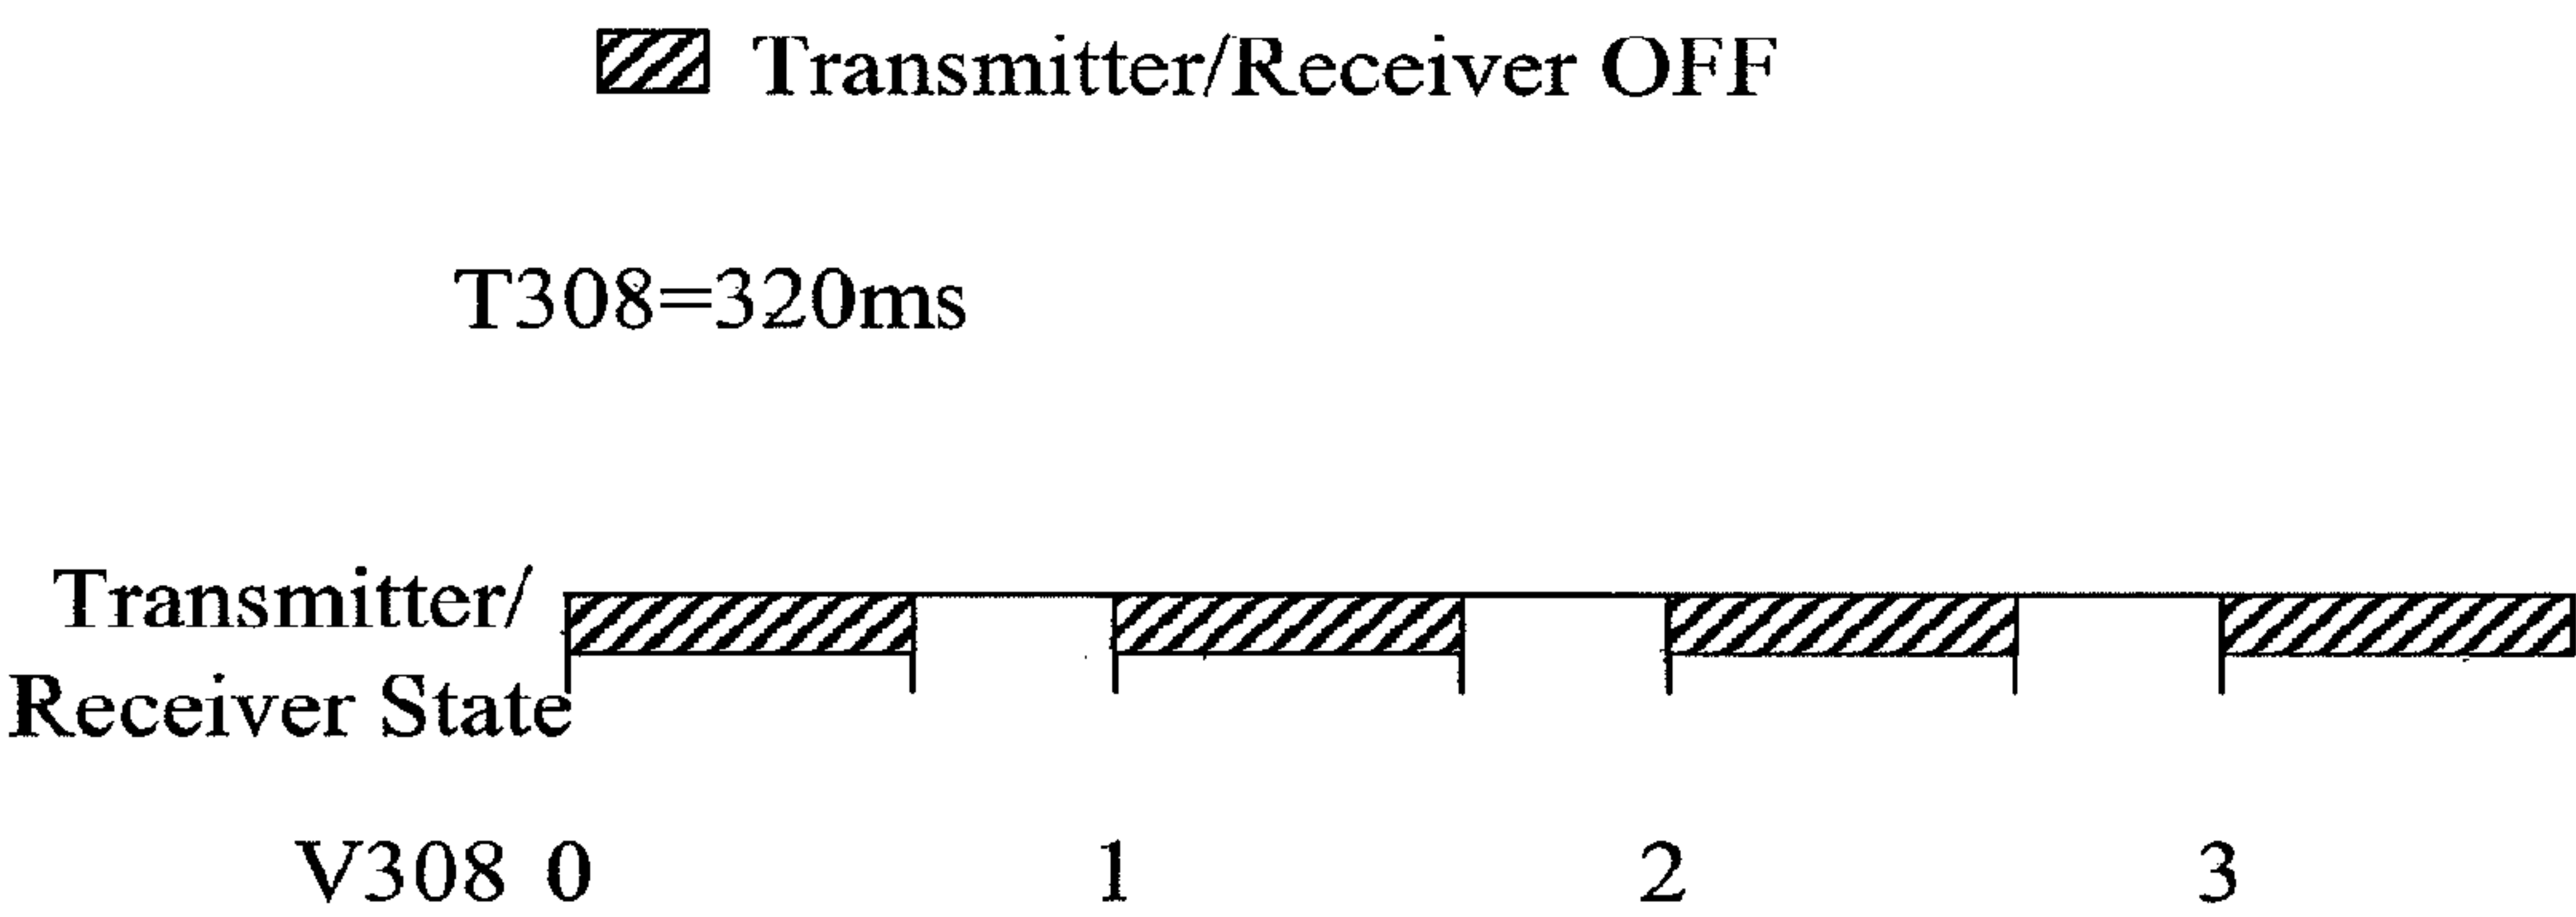 Transmitter/Receiver OFF
T308=320ms
Transmitter/
Receiver State
V308 0 1 2 3